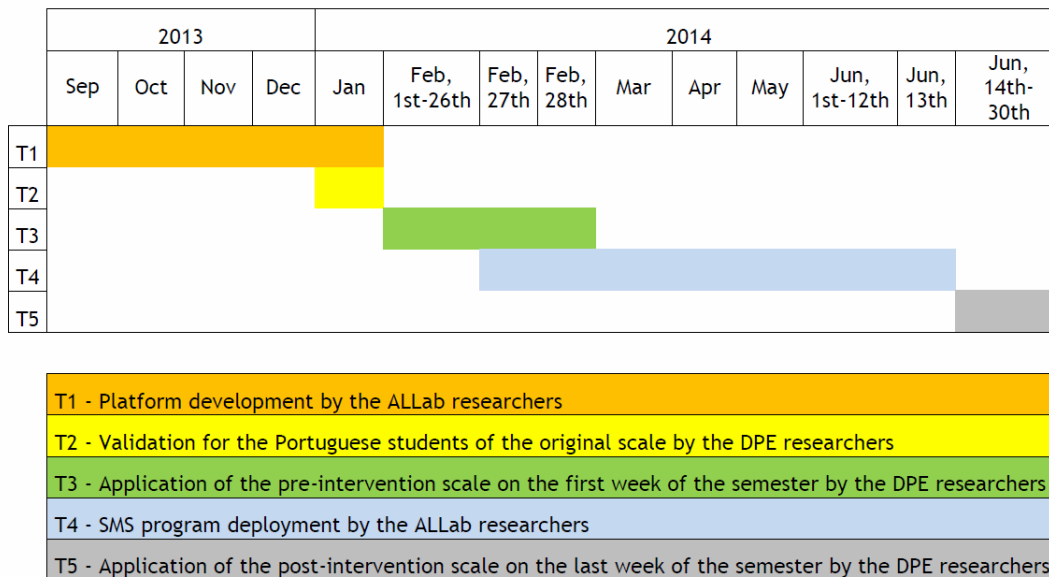 2013 2014
Sep Oct Nov Dec Jan Feb, 1st-26th Feb, 27th Feb, 28th Mar Apr May Jun, 1st-12th Jun, 13th Jun, 14th-30th
T1
T2
T3
T4
T5
T1 - Platform development by the ALLab researchers
T2 - Validation for the Portuguese students of the original scale by the DPE researchers
T3 - Application of the pre-intervention scale on the first week of the semester by the DPE researchers
T4 - SMS program deployment by the ALLab researchers
T5 - Application of the post-intervention scale on the last week of the semester by the DPE researchers